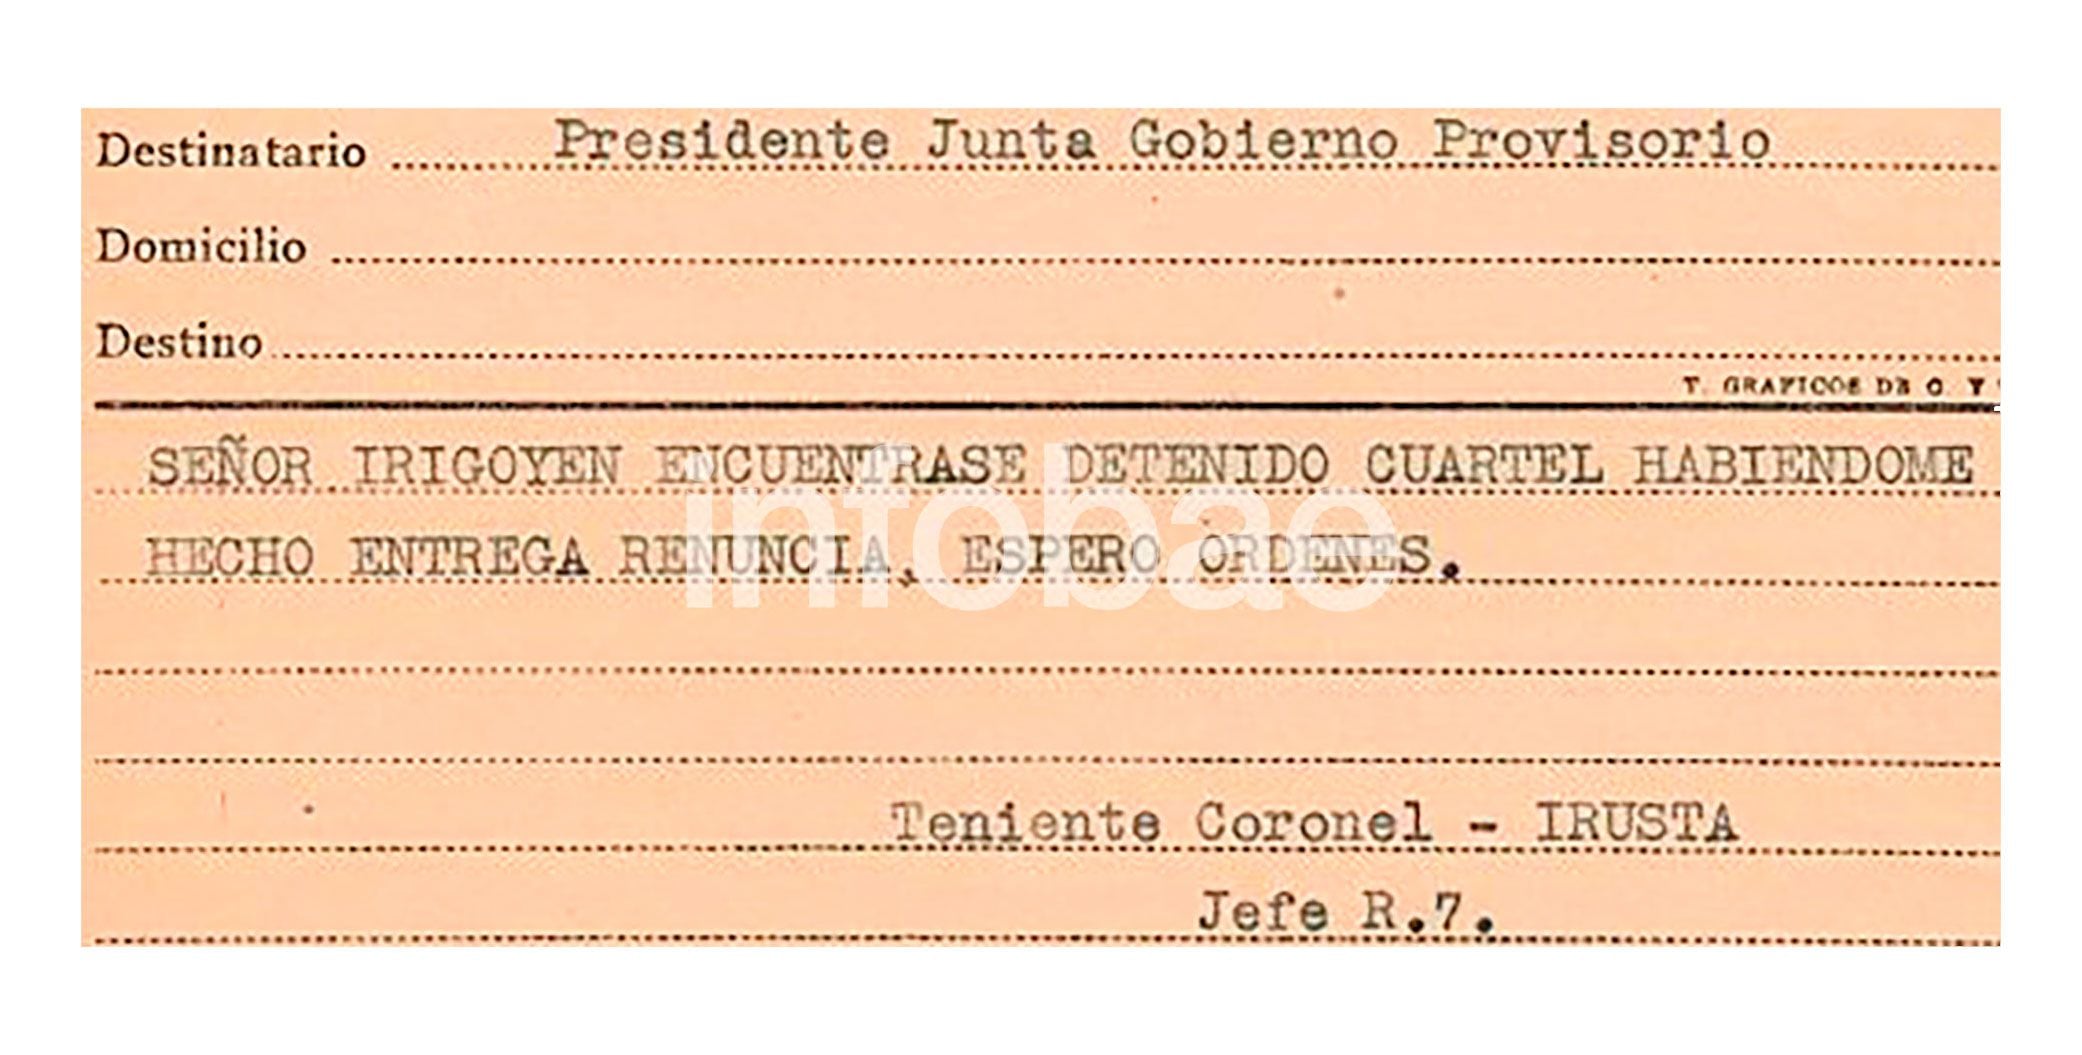 Destinatario Presidente Junta Gobierno Provisorio
Domicilio
Destino
T. GRAFICOS DE C. Y
SEÑOR IRIGOYEN ENCUENTRASE DETENIDO CUARTEL HABIENDOME
HECHO ENTREGA RENUNCIA, ESPERO ORDENES.
infobae
Teniente Coronel - IRUSTA
Jefe R.7.